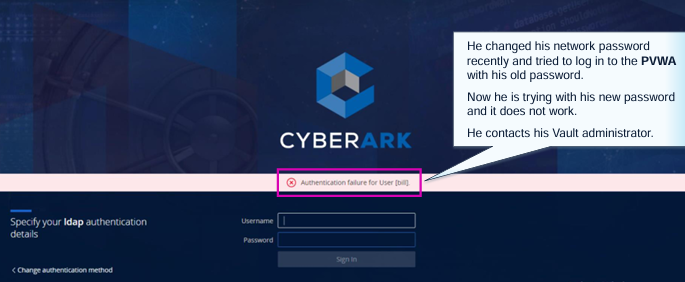 He changed his network password
recently and tried to log in to the PVWA
with his old password.
Now he is trying with his new password
and it does not work.
He contacts his Vault administrator.
CYBERARK
Authentication failure for User [bill].
Specify your ldap authentication
details
Username
Password
Sign In
< Change authentication method